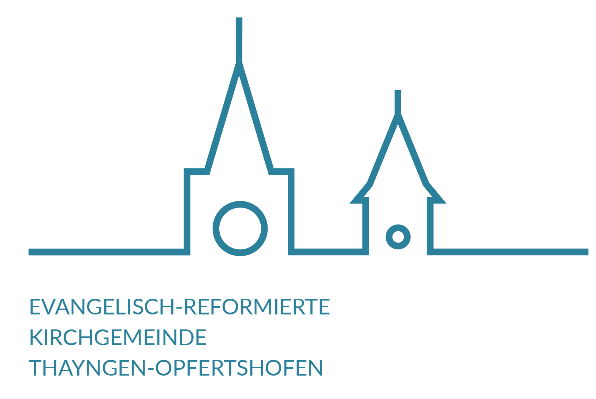 EVANGELISCH-REFORMIERTE
KIRCHGEMEINDE
THAYNGEN-OPFERTSHOFEN